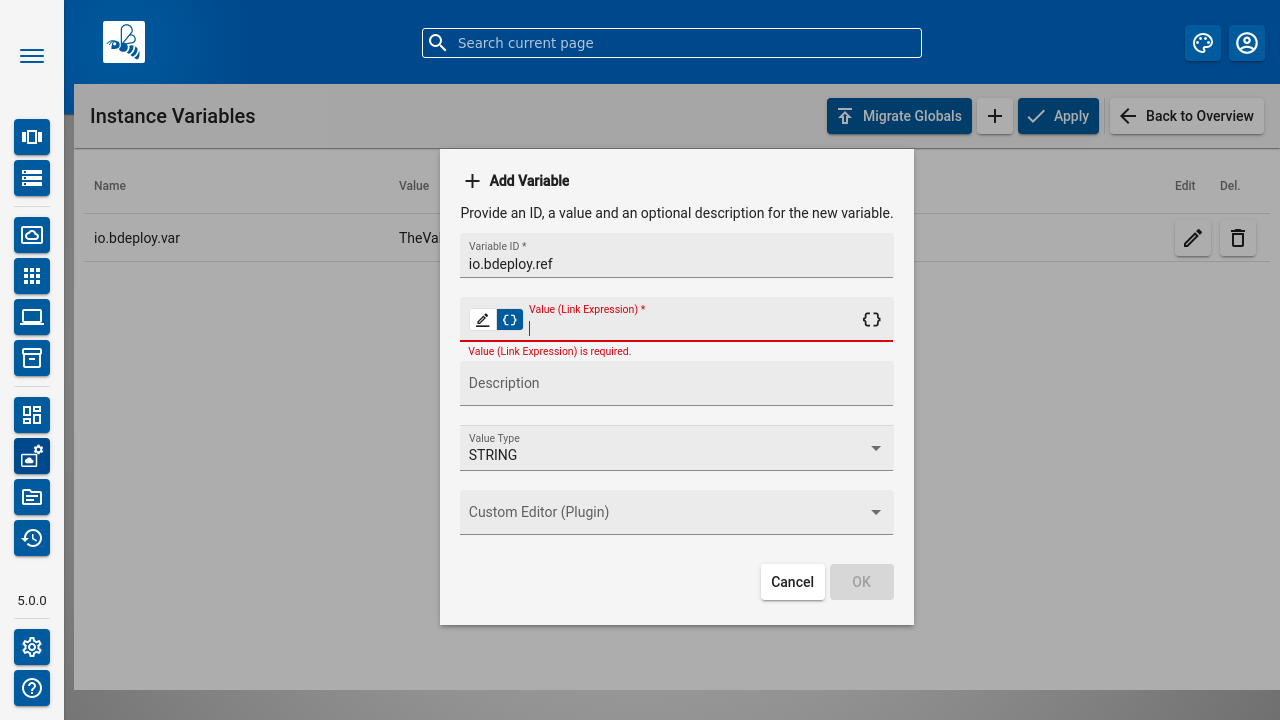 Search current page
Instance Variables
Migrate Globals
Apply
Back to Overview
Name
Value
Edit
Del.
io.bdeploy.var
TheVa
Add Variable
Provide an ID, a value and an optional description for the new variable.
Variable ID *
io.bdeploy.ref
Value (Link Expression) *
Value (Link Expression) is required.
Description
Value Type
STRING
Custom Editor (Plugin)
Cancel
OK
5.0.0